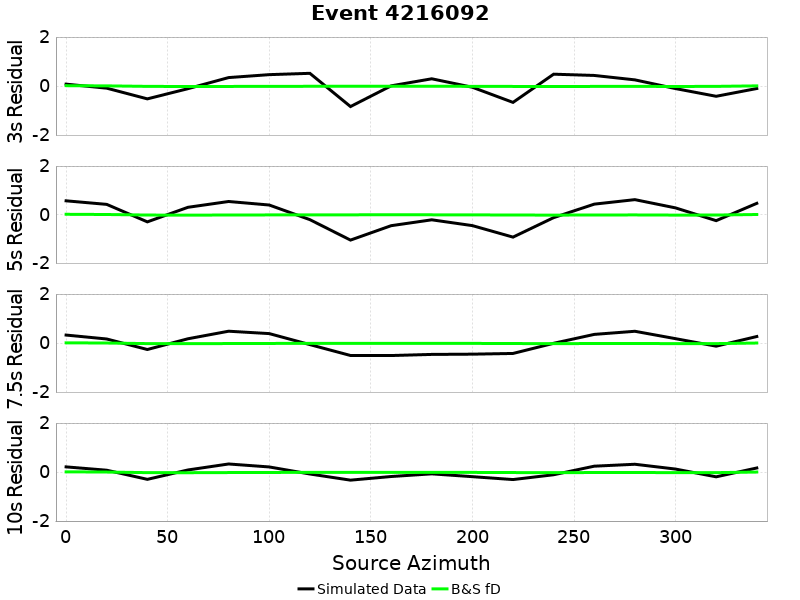 Event 4216092
3s Residual
2
0
-2
5s Residual
2
0
-2
7.5s Residual
2
0
-2
10s Residual
2
0
-2
0 50 100 150 200 250 300
Source Azimuth
Simulated Data B&S fD